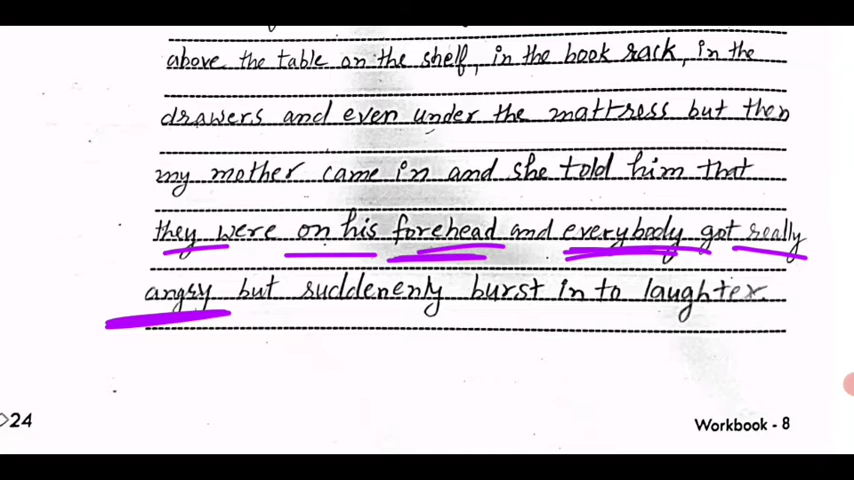 above the table on the shelf, in the book rack, in the
drawers and even under the mattress but then
my mother came in and she told him that
they were on his forehead and everybody got really
angry but suddenenly burst in to laughter.
24
Workbook - 8